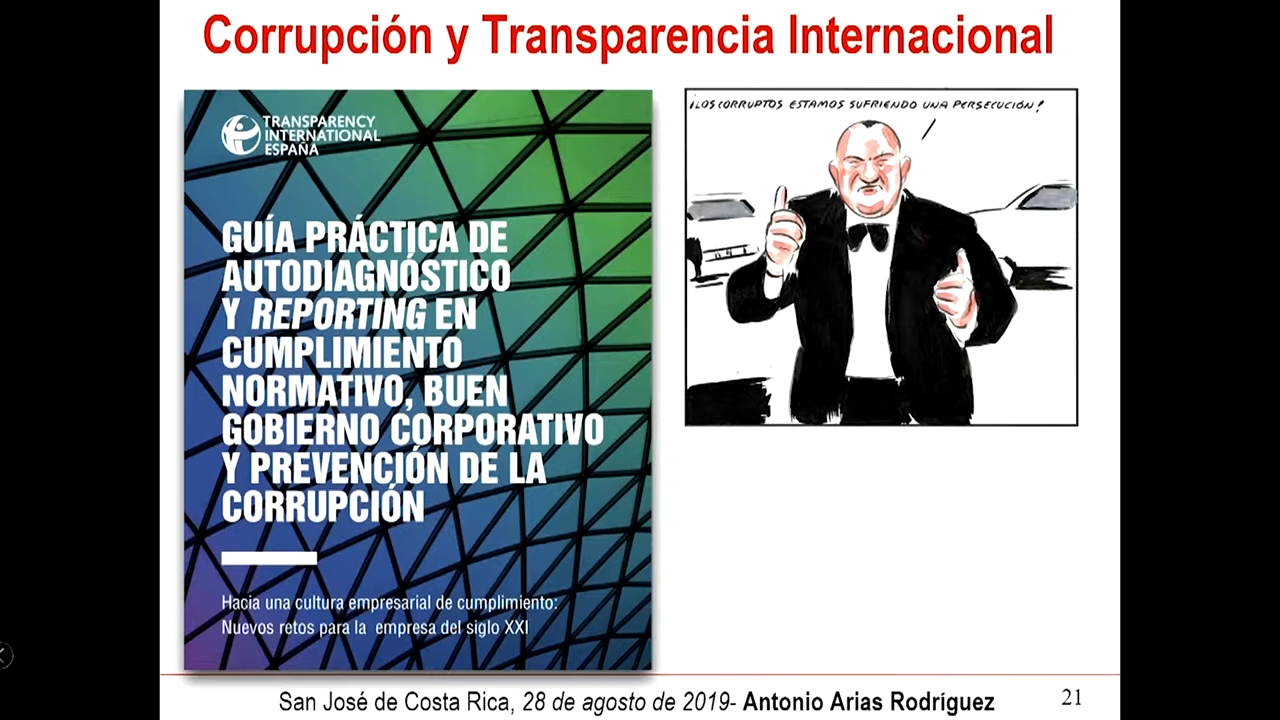 Corrupción y Transparencia Internacional
TRANSPARENCY
INTERNATIONAL
ESPAÑA
GUÍA PRÁCTICA DE
AUTODIAGNÓSTICO
Y REPORTING EN
CUMPLIMIENTO
NORMATIVO, BUEN
GOBIERNO CORPORATIVO
Y PREVENCIÓN DE LA
CORRUPCIÓN
Hacia una cultura empresarial de cumplimiento:
Nuevos retos para la empresa del siglo XXI
¡LOS CORRUPTOS ESTAMOS SUFRIENDO UNA PERSECUCIÓN!
San José de Costa Rica, 28 de agosto de 2019- Antonio Arias Rodríguez
21